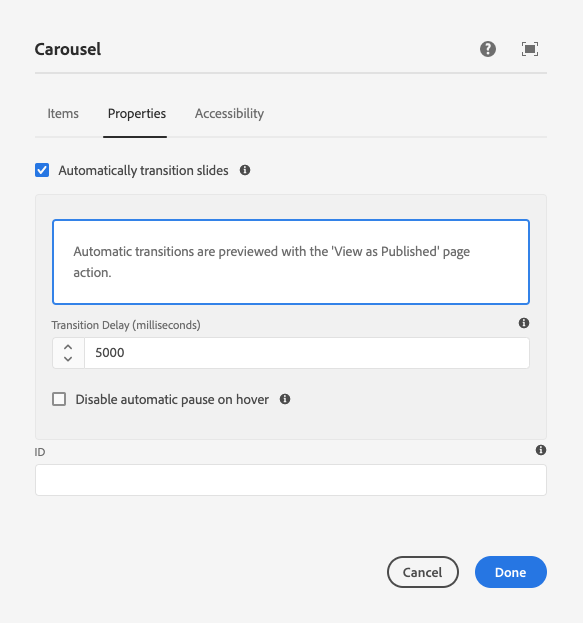 Carousel
Items Properties Accessibility
Automatically transition slides
Automatic transitions are previewed with the 'View as Published' page
action.
Transition Delay (milliseconds)
5000
Disable automatic pause on hover
ID
Cancel Done